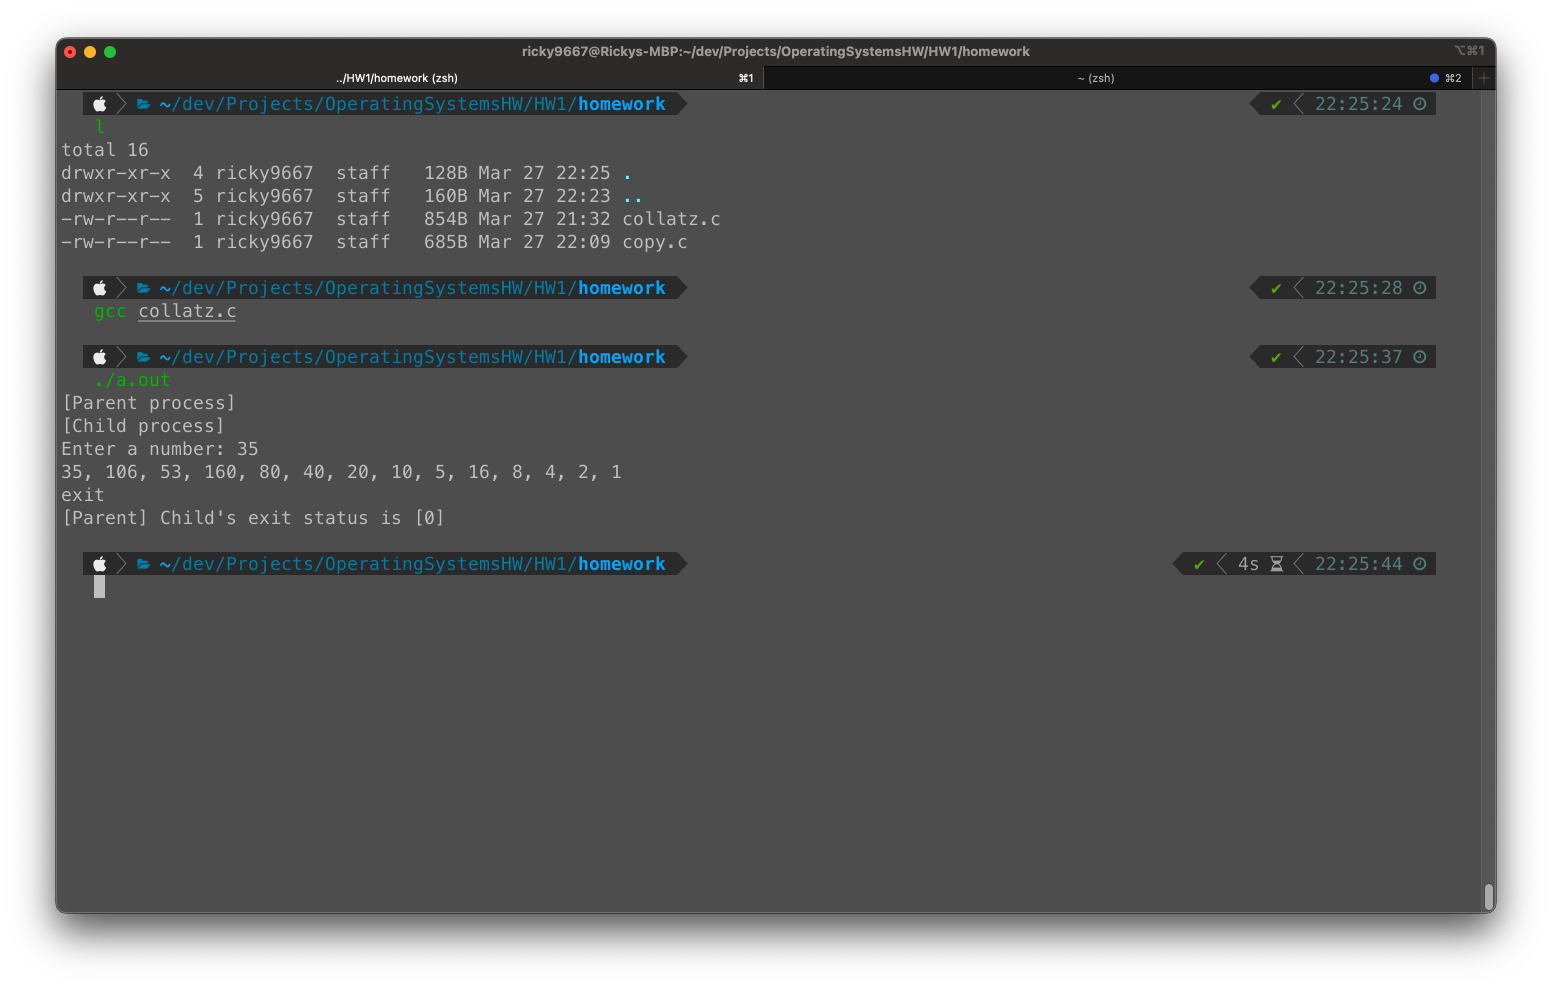 ricky9667@Rickys-MBP:~/dev/Projects/OperatingSystemsHW/HW1/homework ⌥⌘1
../HW1/homework (zsh) ⌘1 ~ (zsh) ⌘2 +
~/dev/Projects/OperatingSystemsHW/HW1/homework ✔ 22:25:24
l
total 16
drwxr-xr-x  4 ricky9667  staff   128B Mar 27 22:25 .
drwxr-xr-x  5 ricky9667  staff   160B Mar 27 22:23 ..
-rw-r--r--  1 ricky9667  staff   854B Mar 27 21:32 collatz.c
-rw-r--r--  1 ricky9667  staff   685B Mar 27 22:09 copy.c
~/dev/Projects/OperatingSystemsHW/HW1/homework ✔ 22:25:28
gcc collatz.c
~/dev/Projects/OperatingSystemsHW/HW1/homework ✔ 22:25:37
./a.out
[Parent process]
[Child process]
Enter a number: 35
35, 106, 53, 160, 80, 40, 20, 10, 5, 16, 8, 4, 2, 1
exit
[Parent] Child's exit status is [0]
~/dev/Projects/OperatingSystemsHW/HW1/homework ✔ 4s 22:25:44